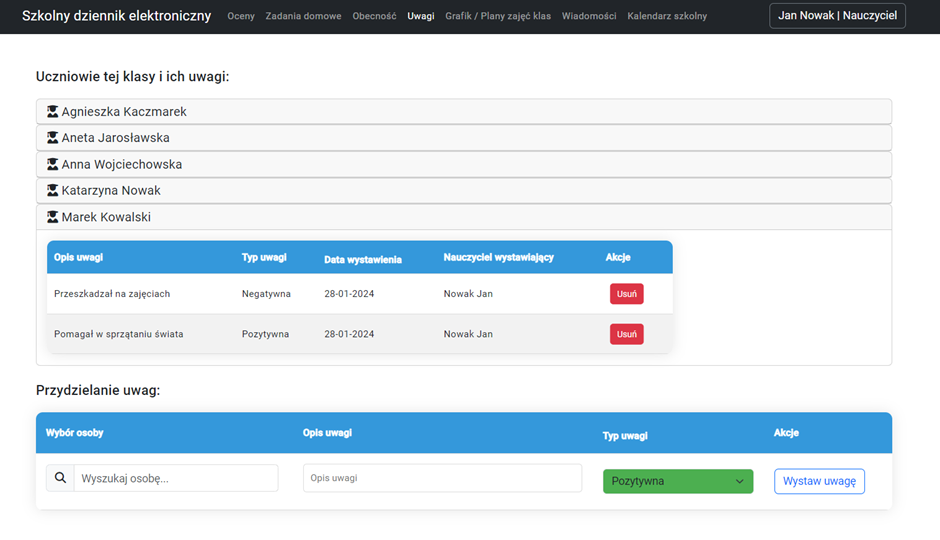 Szkolny dziennik elektroniczny Oceny Zadania domowe Obecność Uwagi Grafik / Plany zajęć klas Wiadomości Kalendarz szkolny Jan Nowak | Nauczyciel
Uczniowie tej klasy i ich uwagi:
Agnieszka Kaczmarek
Aneta Jarosławska
Anna Wojciechowska
Katarzyna Nowak
Marek Kowalski
Opis uwagi Typ uwagi Data wystawienia Nauczyciel wystawiający Akcje
Przeszkadzał na zajęciach Negatywna 28-01-2024 Nowak Jan Usuń
Pomagał w sprzątaniu świata Pozytywna 28-01-2024 Nowak Jan Usuń
Przydzielanie uwag:
Wybór osoby Opis uwagi Typ uwagi Akcje
Wyszukaj osobę... Opis uwagi Pozytywna Wystaw uwagę